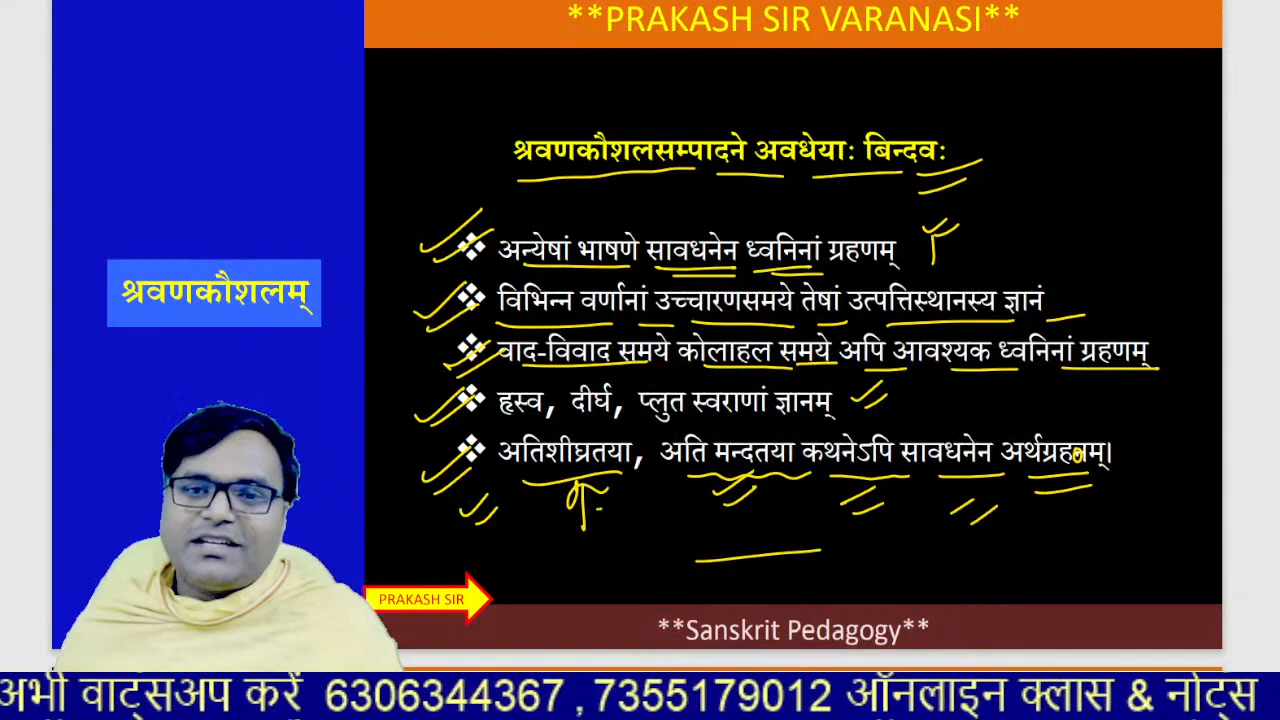 **PRAKASH SIR VARANASI**
श्रवणकौशलसम्पादने अवधेयाः बिन्दवः
श्रवणकौशलम्
❖ अन्येषां भाषणे सावधनेन ध्वनिनां ग्रहणम्
❖ विभिन्न वर्णानां उच्चारणसमये तेषां उत्पत्तिस्थानस्य ज्ञानं
❖ वाद-विवाद समये कोलाहल समये अपि आवश्यक ध्वनिनां ग्रहणम्
❖ हृस्व, दीर्घ, प्लुत स्वराणां ज्ञानम्
❖ अतिशीघ्रतया, अति मन्दतया कथनेऽपि सावधनेन अर्थग्रहनम्।
PRAKASH SIR
**Sanskrit Pedagogy**
अभी वाट्सअप करें 6306344367 ,7355179012 ऑनलाइन क्लास & नोट्स